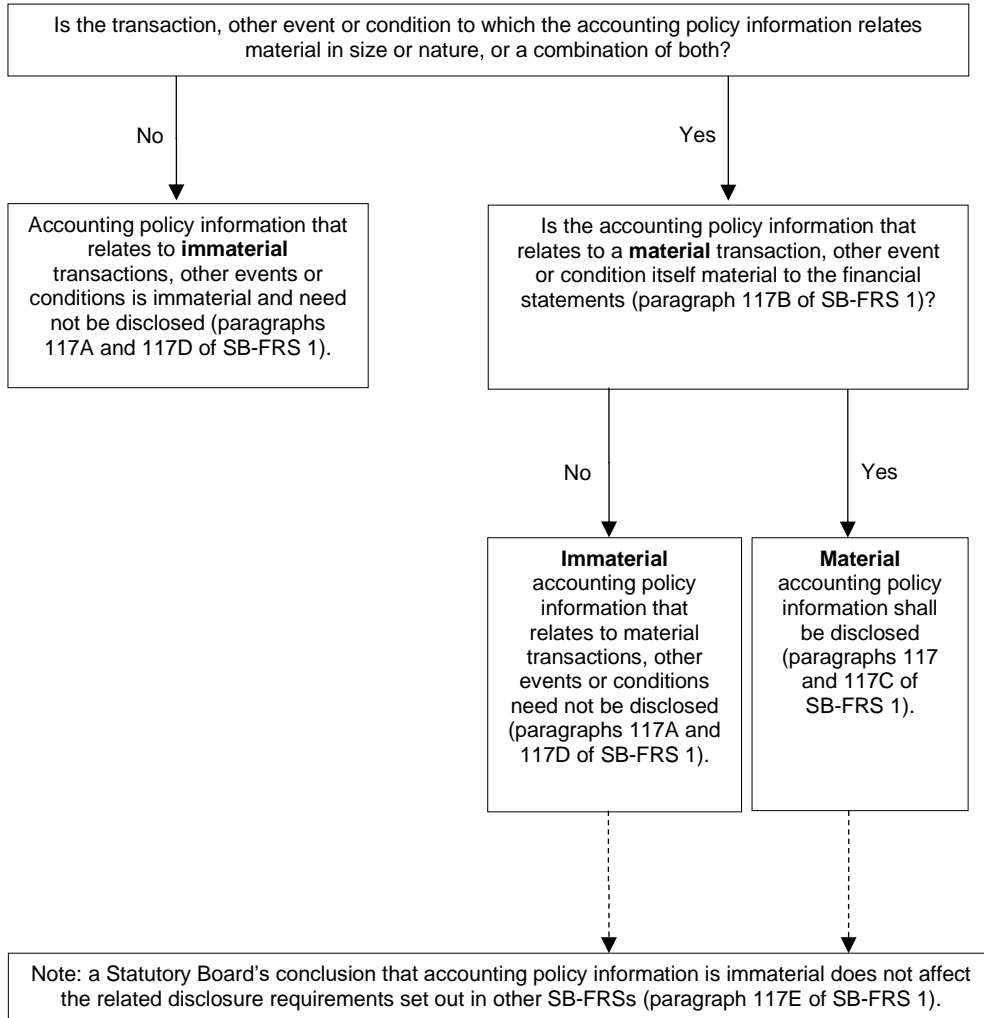 Is the transaction, other event or condition to which the accounting policy information relates
material in size or nature, or a combination of both?
No
Yes
Accounting policy information that
relates to immaterial
transactions, other events or
conditions is immaterial and need
not be disclosed (paragraphs
117A and 117D of SB-FRS 1).
Is the accounting policy information that
relates to a material transaction, other event
or condition itself material to the financial
statements (paragraph 117B of SB-FRS 1)?
No
Yes
Immaterial
accounting policy
information that
relates to material
transactions, other
events or conditions
need not be disclosed
(paragraphs 117A and
117D of SB-FRS 1).
Material
accounting policy
information shall
be disclosed
(paragraphs 117
and 117C of
SB-FRS 1).
Note: a Statutory Board’s conclusion that accounting policy information is immaterial does not affect
the related disclosure requirements set out in other SB-FRSs (paragraph 117E of SB-FRS 1).